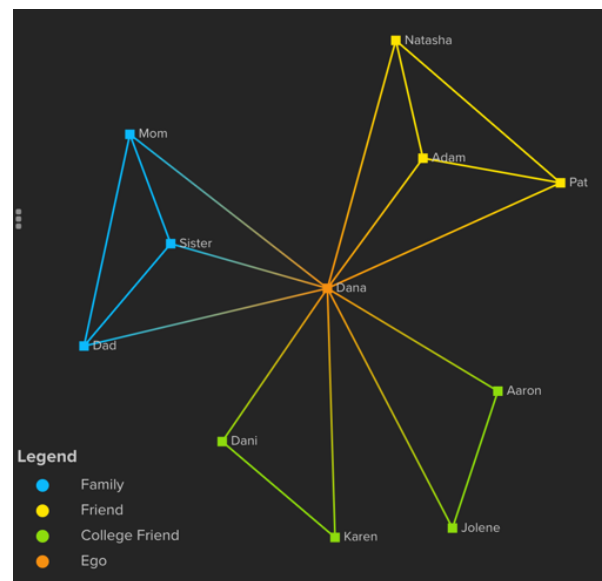 Natasha
Mom
Adam
Pat
Sister
Dana
Dad
Aaron
Dani
Jolene
Karen
Legend
Family
Friend
College Friend
Ego